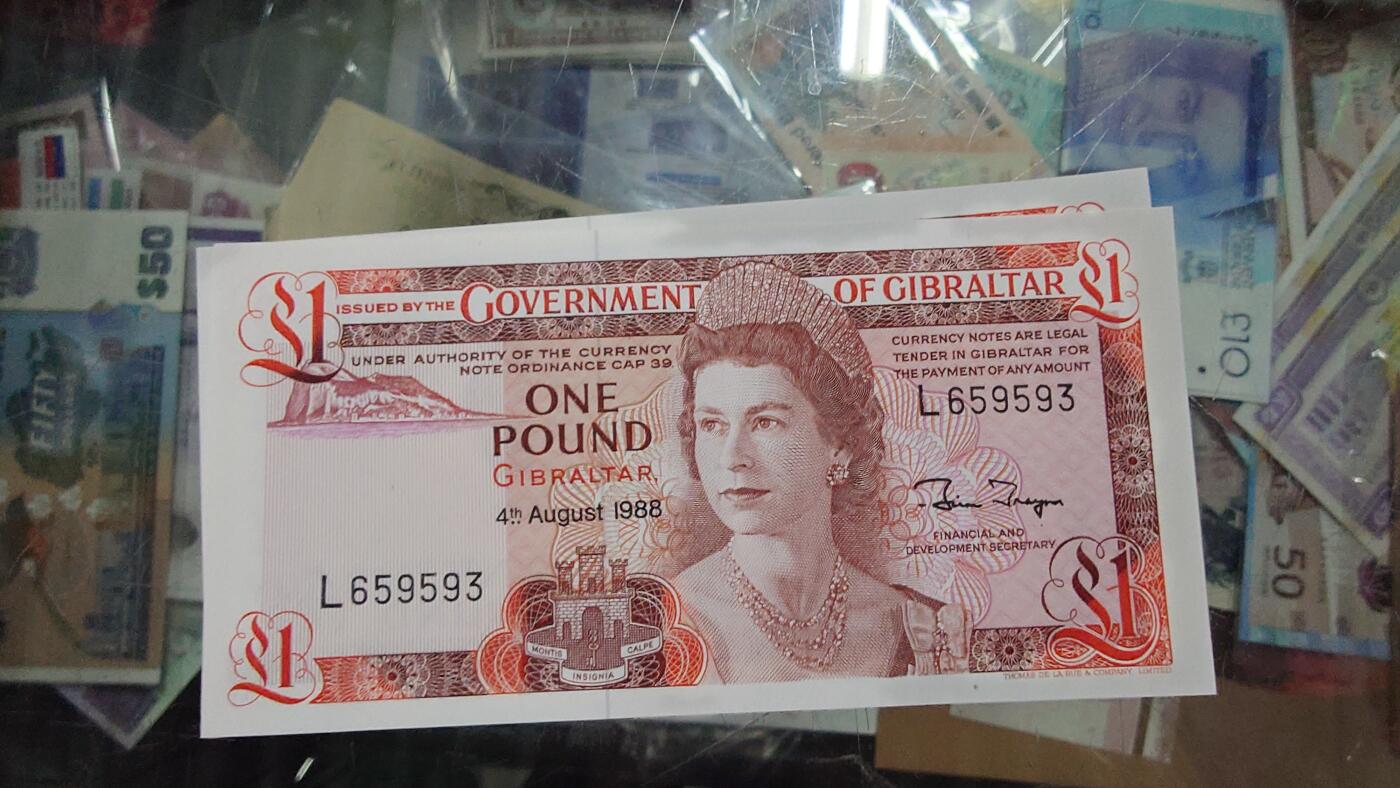 £1
ISSUED BY THE GOVERNMENT OF GIBRALTAR
£1
UNDER AUTHORITY OF THE CURRENCY
NOTE ORDINANCE CAP 39
ONE
POUND
GIBRALTAR,
4th August 1988
CURRENCY NOTES ARE LEGAL
TENDER IN GIBRALTAR FOR
THE PAYMENT OF ANY AMOUNT
L659593
FINANCIAL AND
DEVELOPMENT SECRETARY
L659593
MONTIS
CALPE
INSIGNIA
£1
£1
THOMAS DE LA RUE & COMPANY LIMITED
$50
FIFTY
£10
50